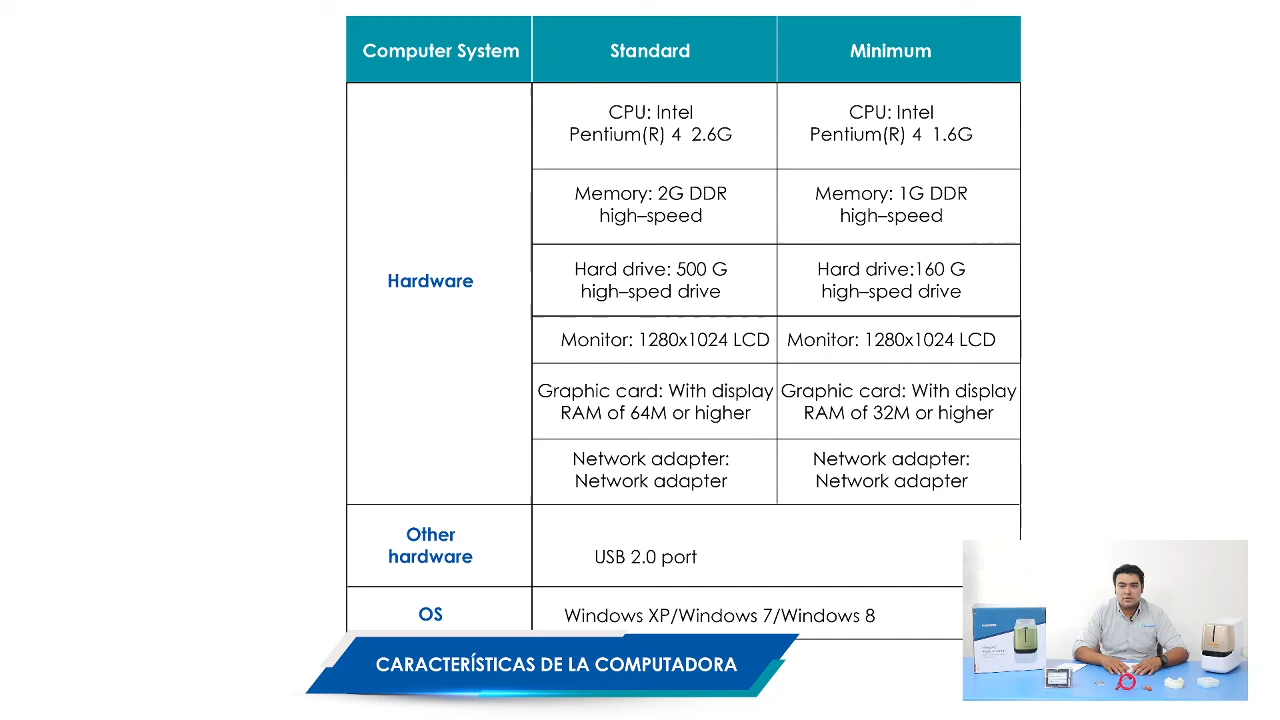 Computer System Standard Minimum
CPU: Intel
Pentium(R) 4 2.6G
CPU: Intel
Pentium(R) 4 1.6G
Memory: 2G DDR
high–speed
Memory: 1G DDR
high–speed
Hardware
Hard drive: 500 G
high–sped drive
Hard drive:160 G
high–sped drive
Monitor: 1280x1024 LCD
Monitor: 1280x1024 LCD
Graphic card: With display
RAM of 64M or higher
Graphic card: With display
RAM of 32M or higher
Network adapter:
Network adapter
Network adapter:
Network adapter
Other
hardware
USB 2.0 port
OS
Windows XP/Windows 7/Windows 8
CARACTERÍSTICAS DE LA COMPUTADORA